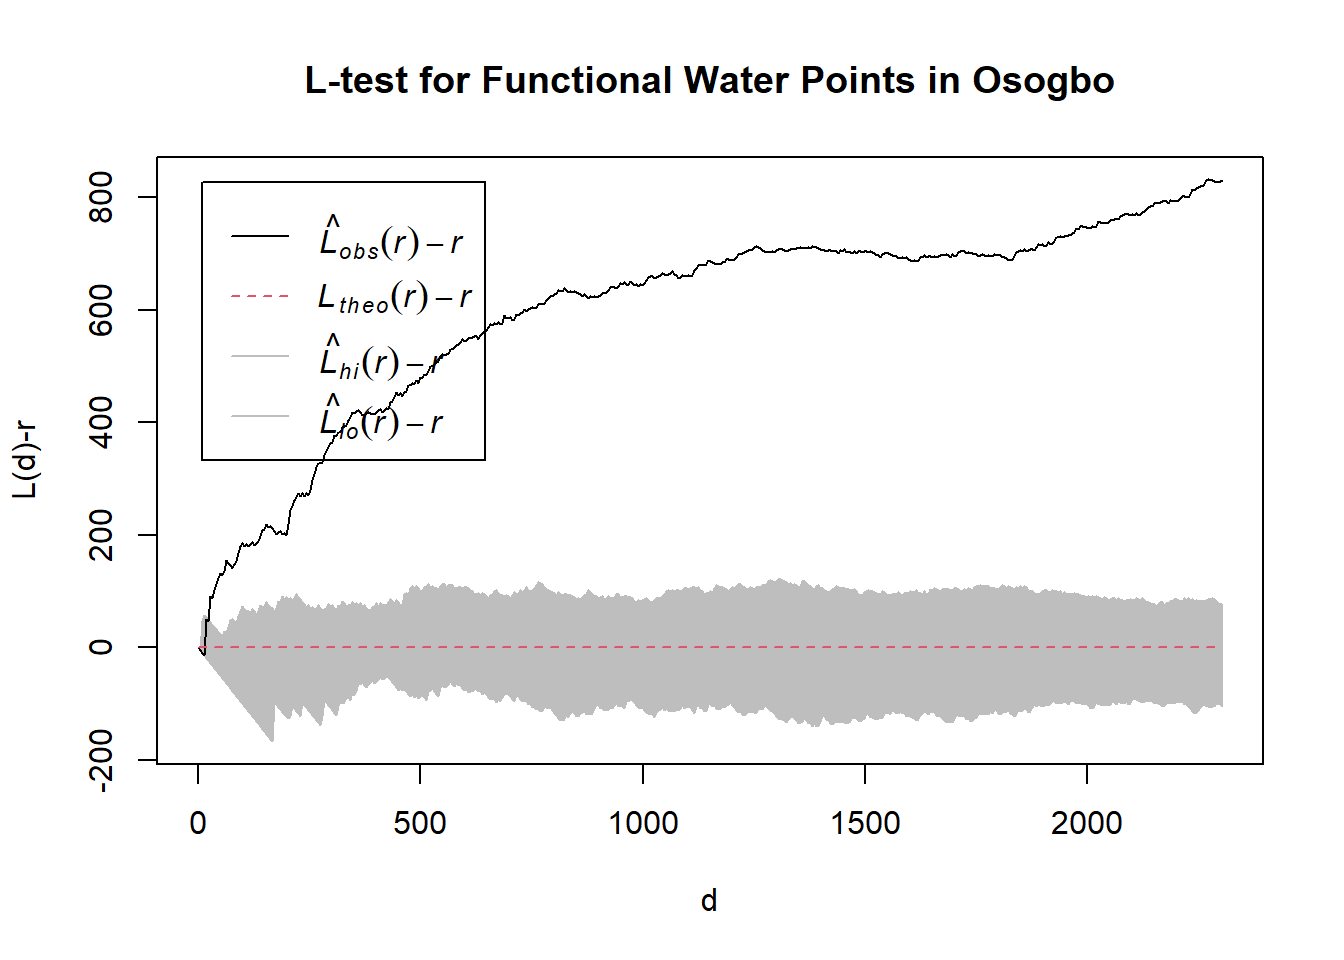 L-test for Functional Water Points in Osogbo
L̂obs(r) − r
Ltheo(r) − r
L̂hi(r) − r
L̂lo(r) − r
L(d)-r
800
600
400
200
0
-200
0 500 1000 1500 2000
d